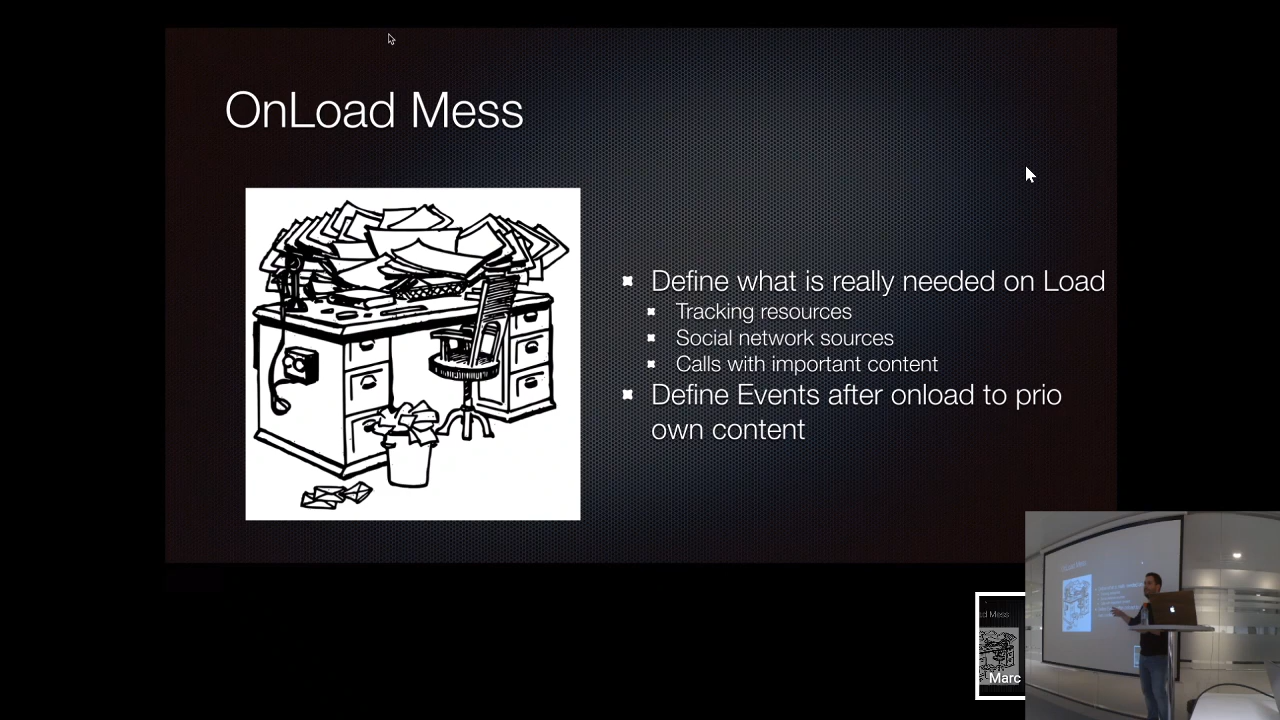 OnLoad Mess
Define what is really needed on Load
Tracking resources
Social network sources
Calls with important content
Define Events after onload to prio
own content
d Mess
Marc